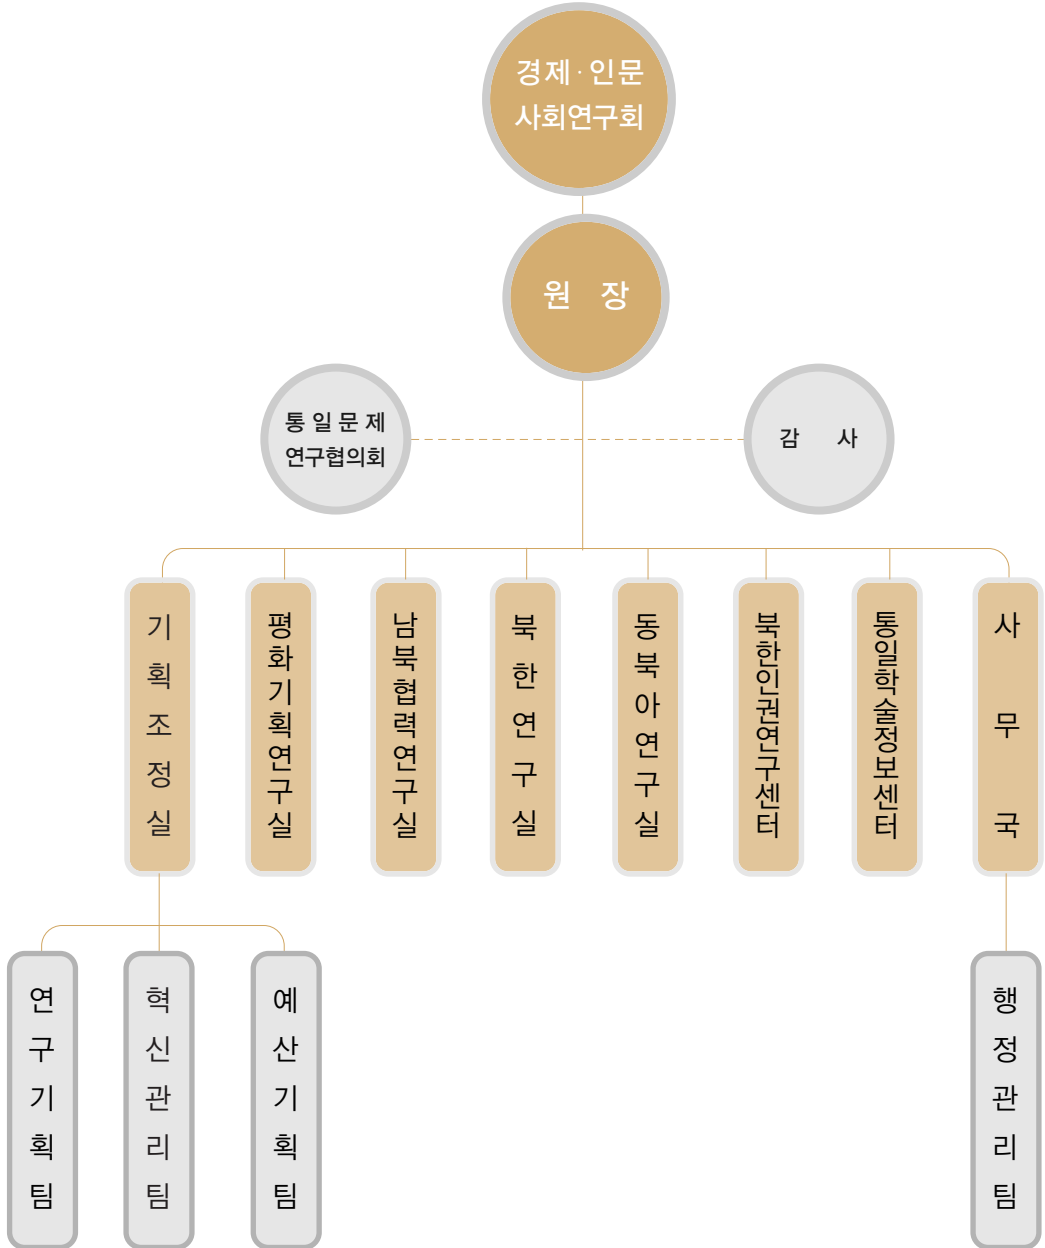 경제·인문
사회연구회
원 장
통일문제
연구협의회
감 사
기획조정실
평화기획연구실
남북협력연구실
북한연구실
동북아연구실
북한인권연구센터
통일학술정보센터
사무국
연구기획팀
혁신관리팀
예산기획팀
행정관리팀